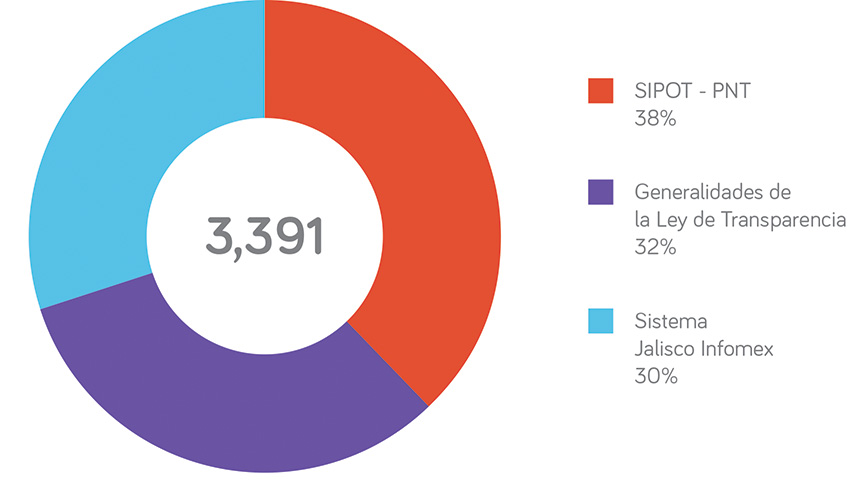 3,391
SIPOT - PNT
38%
Generalidades de
la Ley de Transparencia
32%
Sistema
Jalisco Infomex
30%